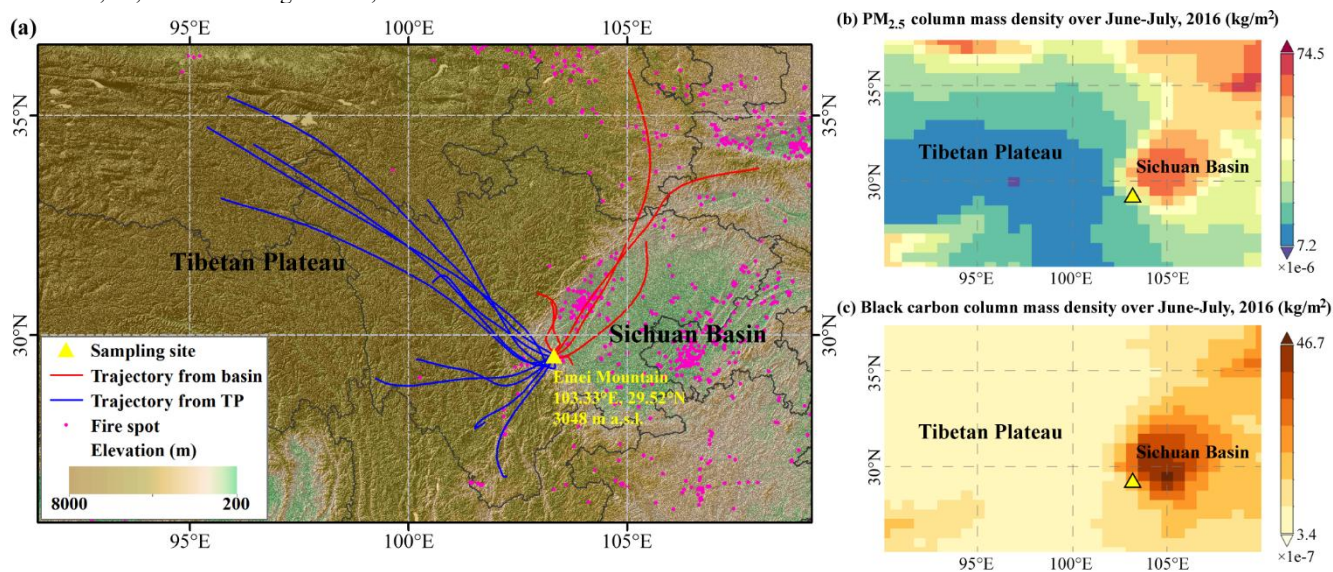 (a)
95°E
100°E
105°E
35°N
30°N
35°N
30°N
Tibetan Plateau
Sichuan Basin
Emei Mountain
103.33°E, 29.52°N
3048 m a.s.l.
Sampling site
Trajectory from basin
Trajectory from TP
Fire spot
Elevation (m)
8000 200
95°E
100°E
105°E
(b) PM2.5 column mass density over June-July, 2016 (kg/m²)
74.5
35°N
30°N
Tibetan Plateau
Sichuan Basin
7.2
×1e-6
95°E
100°E
105°E
(c) Black carbon column mass density over June-July, 2016 (kg/m²)
46.7
35°N
30°N
Tibetan Plateau
Sichuan Basin
3.4
×1e-7
95°E
100°E
105°E